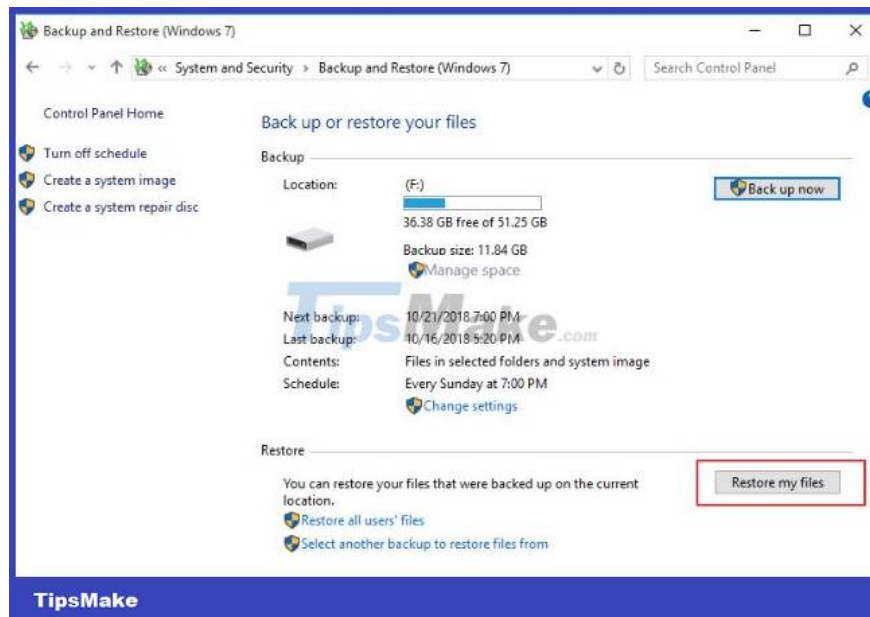 Backup and Restore (Windows 7)
« System and Security › Backup and Restore (Windows 7)
Search Control Panel
Control Panel Home
Turn off schedule
Create a system image
Create a system repair disc
Back up or restore your files
Backup
Location:
(F:)
Back up now
36.38 GB free of 51.25 GB
Backup size: 11.84 GB
Manage space
TipsMake.com
Next backup: 10/21/2018 7:00 PM
Last backup: 10/16/2018 5:20 PM
Contents: Files in selected folders and system image
Schedule: Every Sunday at 7:00 PM
Change settings
Restore
You can restore your files that were backed up on the current
location.
Restore my files
Restore all users' files
Select another backup to restore files from
TipsMake